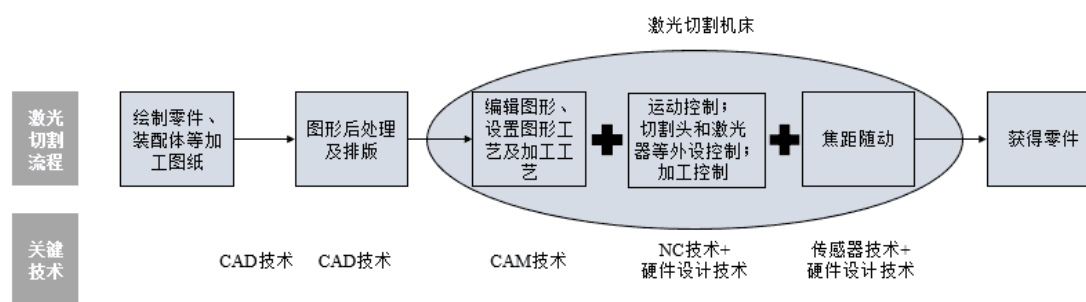 激光切割机床
激光
切割
流程
绘制零件、
装配体等加
工图纸
图形后处理
及排版
编辑图形、
设置图形工
艺及加工工
艺
运动控制；
切割头和激光
器等外设控制；
加工控制
焦距随动
获得零件
关键
技术
CAD技术
CAD技术
CAM技术
NC技术+
硬件设计技术
传感器技术+
硬件设计技术